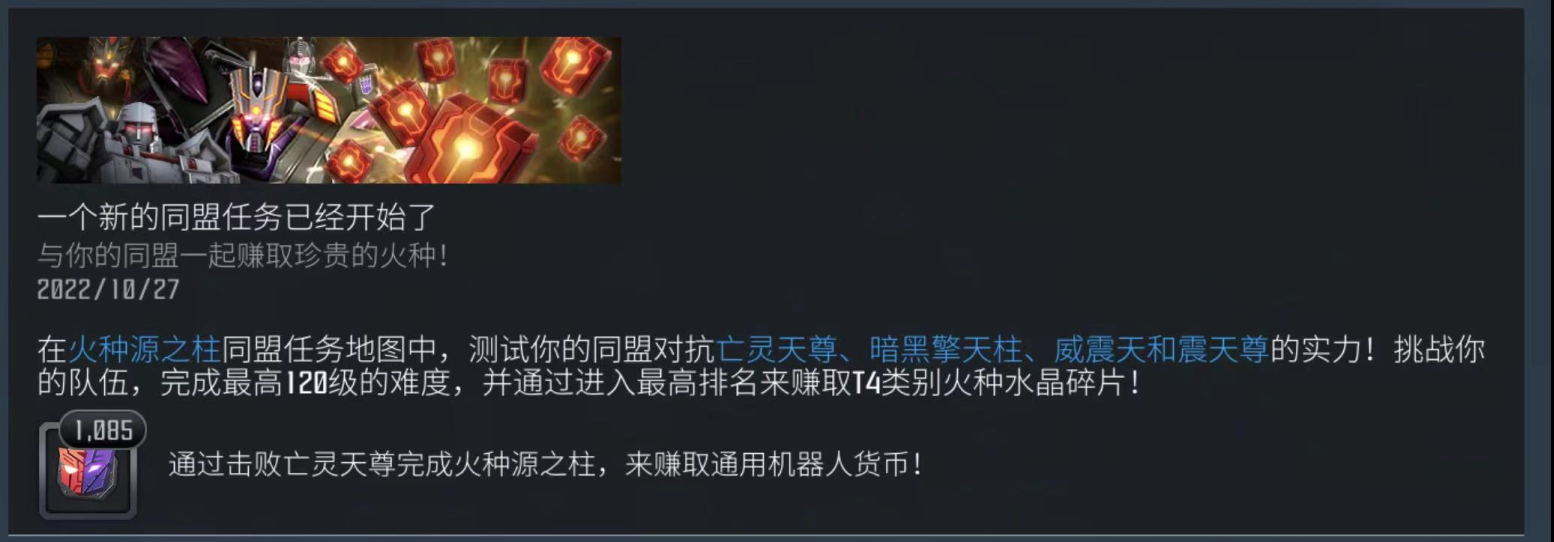 一个新的同盟任务已经开始了
与你的同盟一起赚取珍贵的火种!
2022/10/27
在火种源之柱同盟任务地图中，测试你的同盟对抗亡灵天尊、暗黑擎天柱、威震天和震天尊的实力！挑战你
的队伍，完成最高120级的难度，并通过进入最高排名来赚取T4类别火种水晶碎片！
1,085
通过击败亡灵天尊完成火种源之柱，来赚取通用机器人货币！